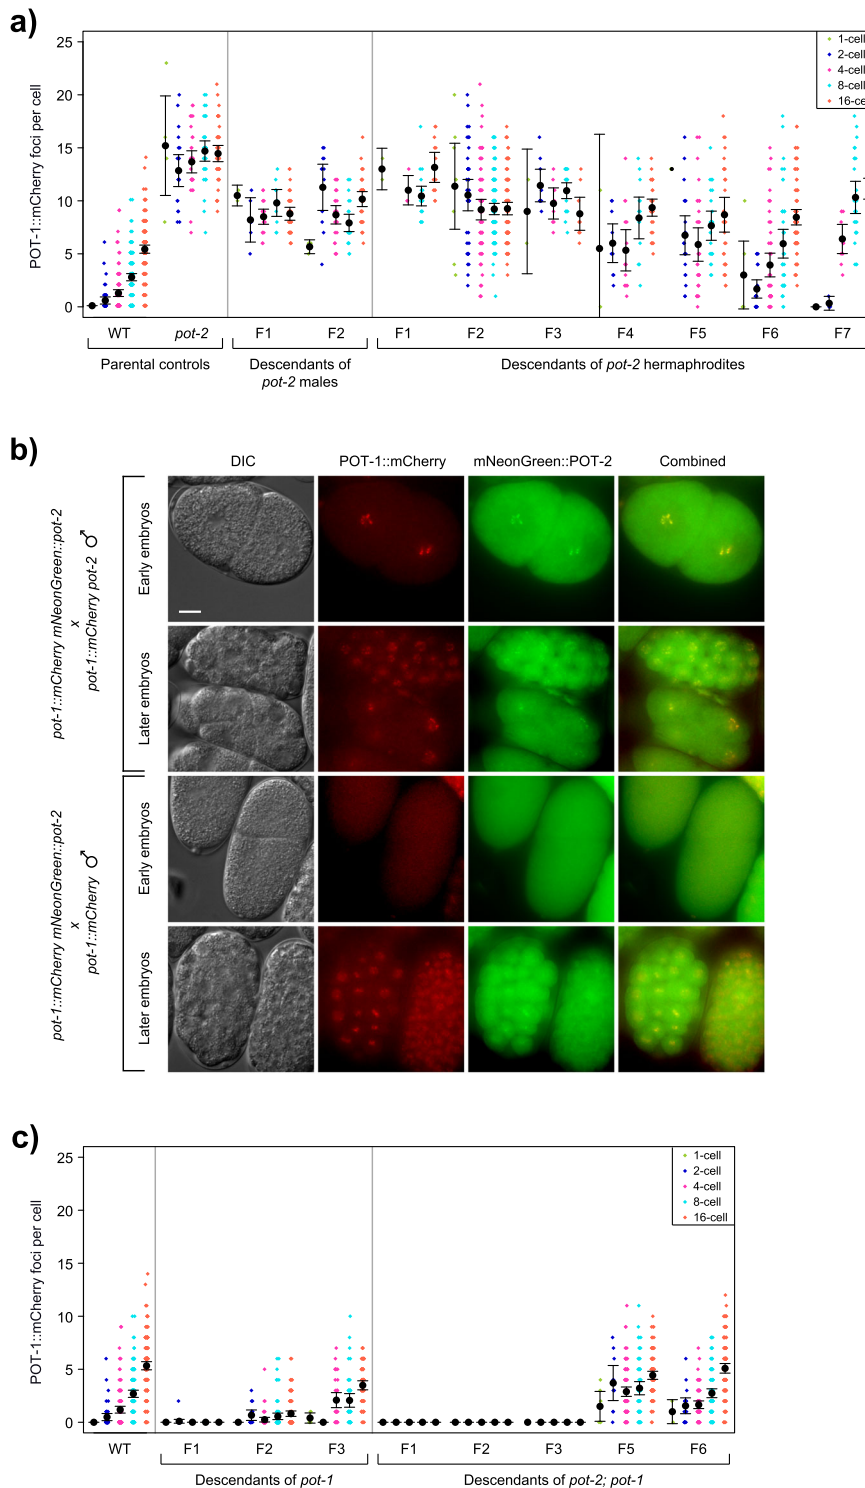 a)
POT-1::mCherry foci per cell
25
20
15
10
5
0
1-cell
2-cell
4-cell
8-cell
16-ce
WT
pot-2
F1
F2
F1
F2
F3
F4
F5
F6
F7
Parental controls
Descendants of
pot-2 males
Descendants of pot-2 hermaphrodites
b)
DIC
POT-1::mCherry
mNeonGreen::POT-2
Combined
pot-1::mCherry mNeonGreen::pot-2
x
pot-1::mCherry pot-2 ♂
Early embryos
Later embryos
pot-1::mCherry mNeonGreen::pot-2
x
pot-1::mCherry ♂
Early embryos
Later embryos
c)
POT-1::mCherry foci per cell
25
20
15
10
5
0
1-cell
2-cell
4-cell
8-cell
16-cell
WT
F1
F2
F3
F1
F2
F3
F5
F6
Descendants of pot-1
Descendants of pot-2; pot-1